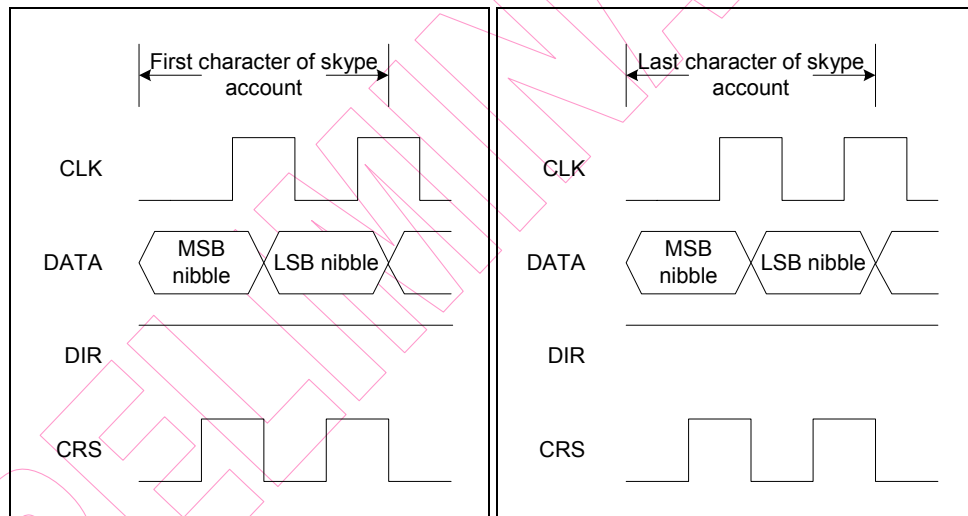 First character of skype
account
CLK
DATA
MSB
nibble
LSB nibble
DIR
CRS
Last character of skype
account
CLK
DATA
MSB
nibble
LSB nibble
DIR
CRS